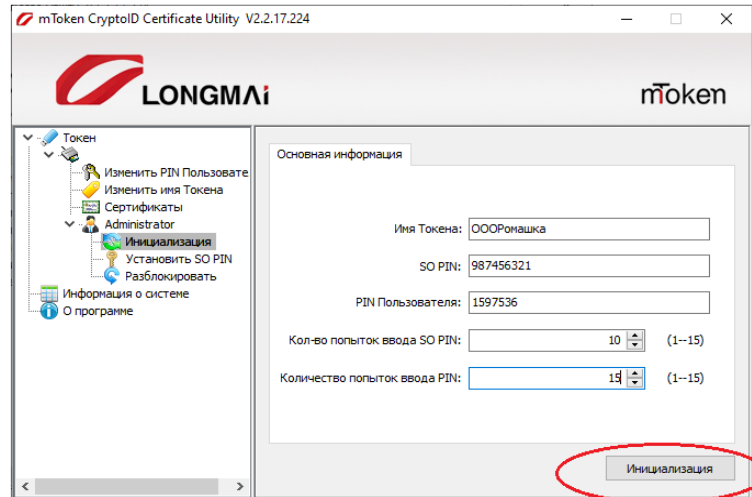 mToken CryptoID Certificate Utility V2.2.17.224
LONGMAi
mToken
Токен
Изменить PIN Пользовате
Изменить имя Токена
Сертификаты
Administrator
Инициализация
Установить SO PIN
Разблокировать
Информация о системе
О программе
Основная информация
Имя Токена: ОООРомашка
SO PIN: 987456321
PIN Пользователя: 1597536
Кол-во попыток ввода SO PIN: 10 (1--15)
Количество попыток ввода PIN: 15 (1--15)
Инициализация